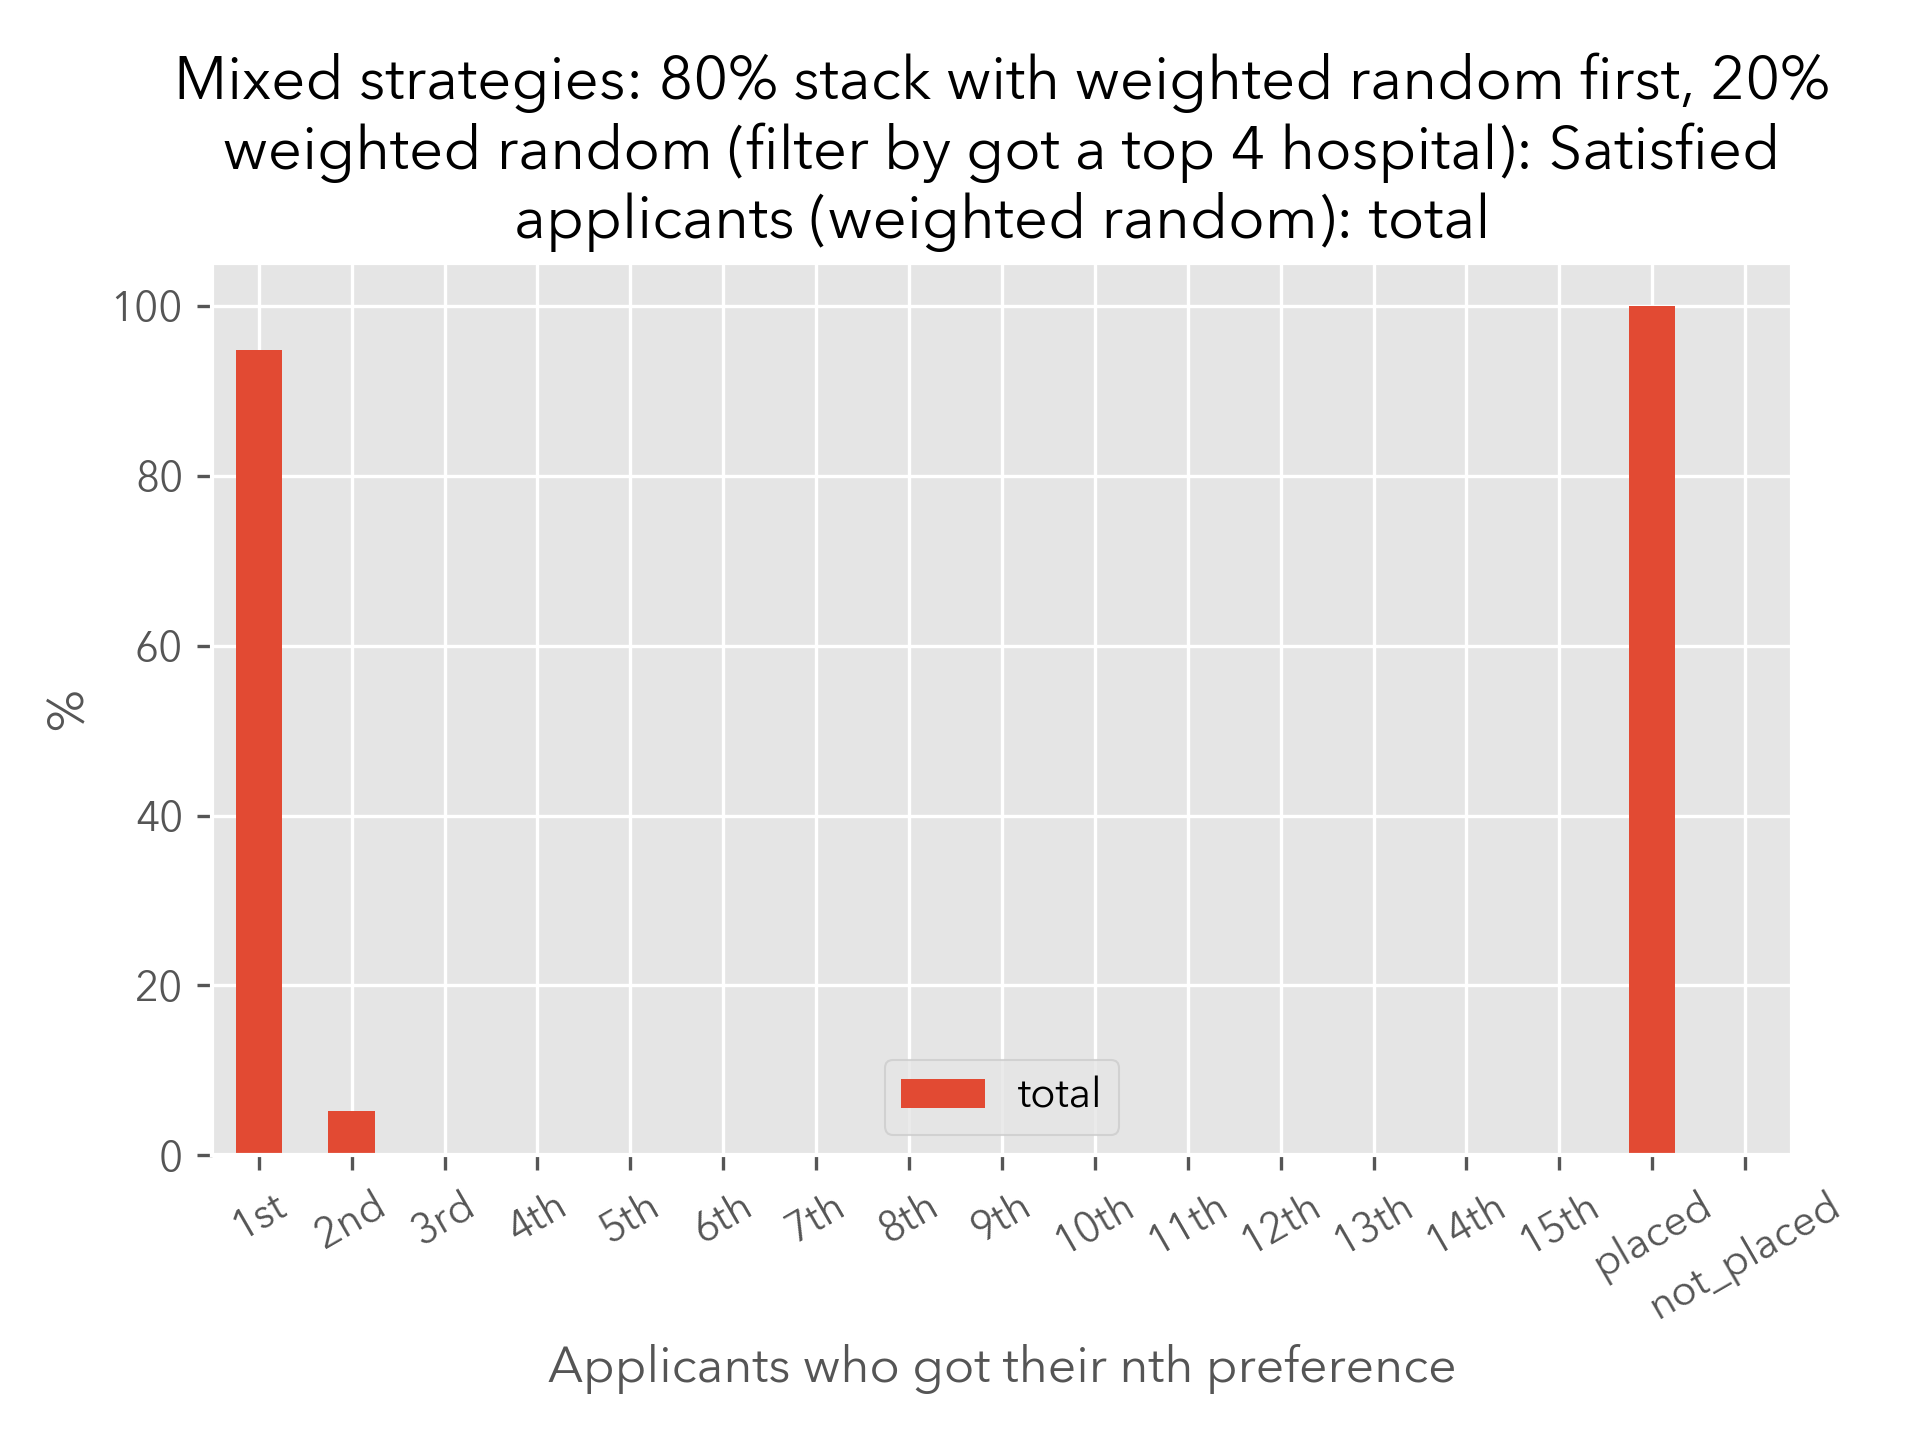 Mixed strategies: 80% stack with weighted random first, 20%
weighted random (filter by got a top 4 hospital): Satisfied
applicants (weighted random): total
100
80
60
40
20
0
%
total
1st
2nd
3rd
4th
5th
6th
7th
8th
9th
10th
11th
12th
13th
14th
15th
placed
not_placed
Applicants who got their nth preference